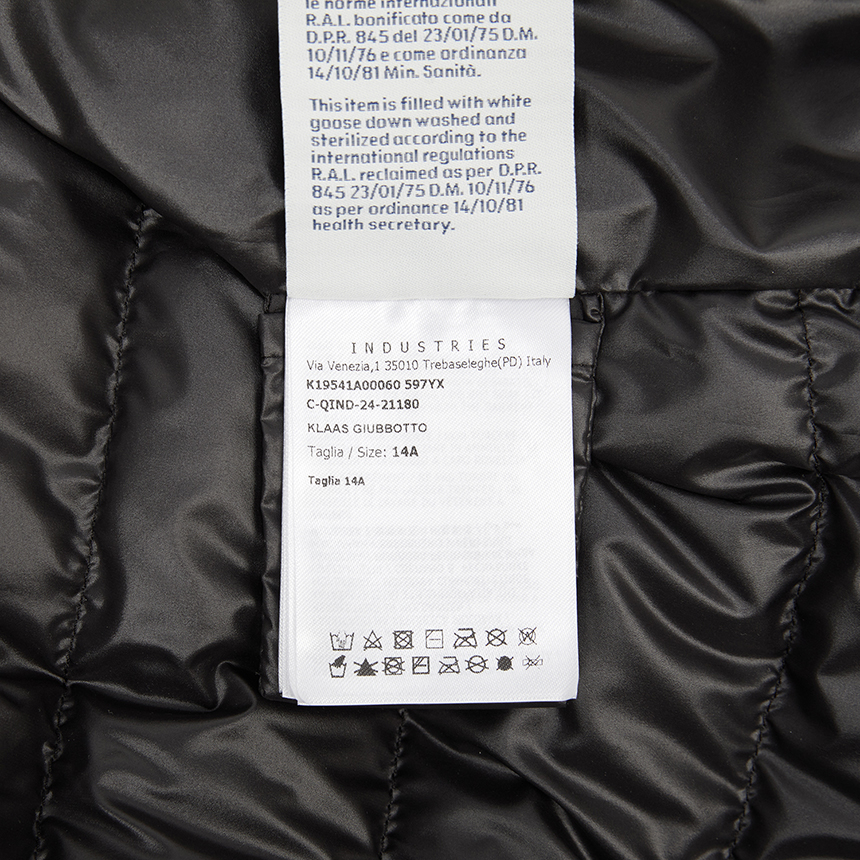 le norme internazionali
R.A.L. bonificato come da
D.P.R. 845 del 23/01/75 D.M.
10/11/76 e come ordinanza
14/10/81 Min. Sanità.
This item is filled with white
goose down washed and
sterilized according to the
international regulations
R.A.L. reclaimed as per D.P.R.
845 23/01/75 D.M. 10/11/76
as per ordinance 14/10/81
health secretary.
INDUSTRIES
Via Venezia,1 35010 Trebaseleghe(PD) Italy
K19541A00060 597YX
C-QIND-24-21180
KLAAS GIUBBOTTO
Taglia / Size: 14A
Taglia 14A